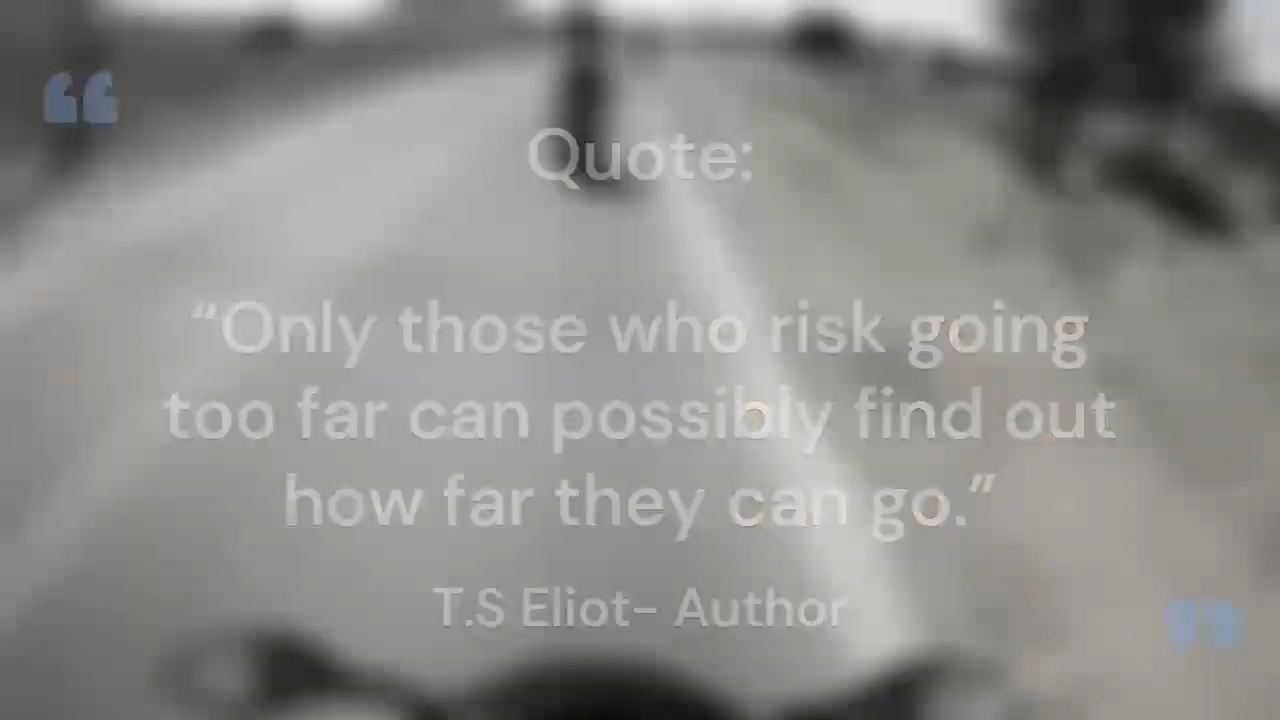 Quote:
“Only those who risk going
too far can possibly find out
how far they can go.”
T.S Eliot– Author